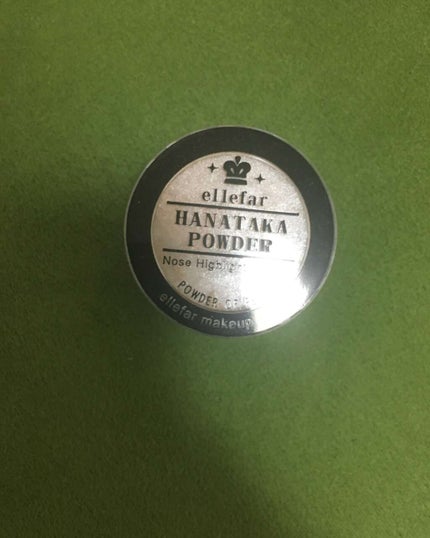 ellefar
HANATAKA
POWDER
Nose
POWDER
ellefar makeup